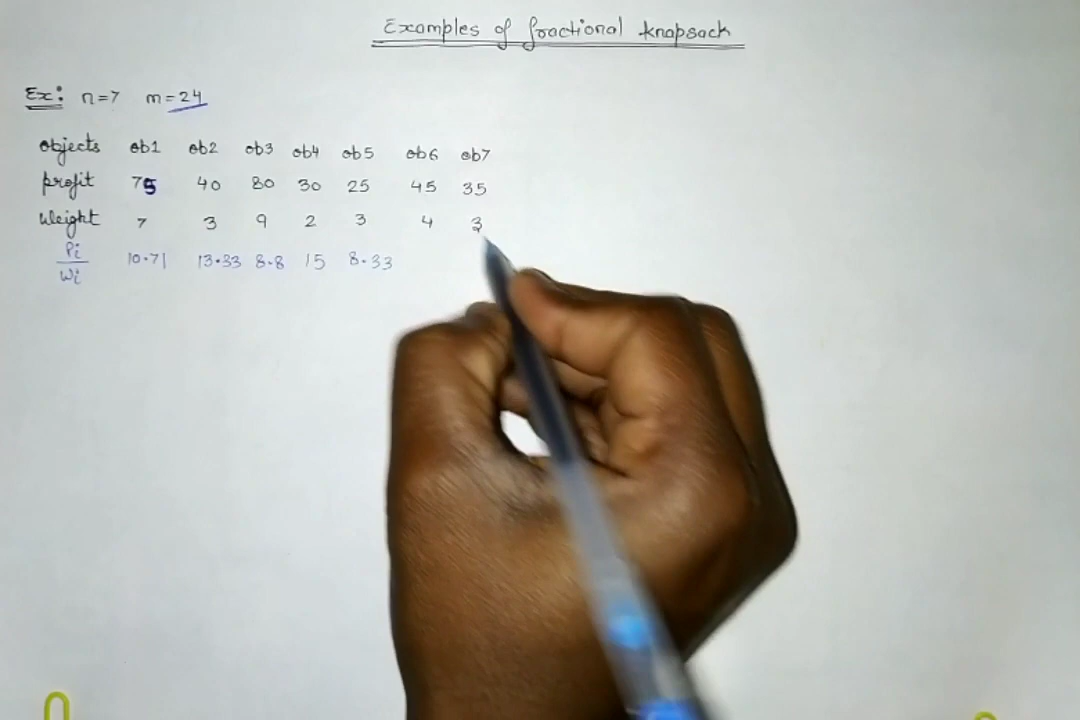 Examples of fractional knapsack
Ex: n=7 m=24
objects ob1 ob2 ob3 ob4 ob5 ob6 ob7
profit 75 40 80 30 25 45 35
Weight 7 3 9 2 3 4 3
Pi/Wi 10.71 13.33 8.8 15 8.33